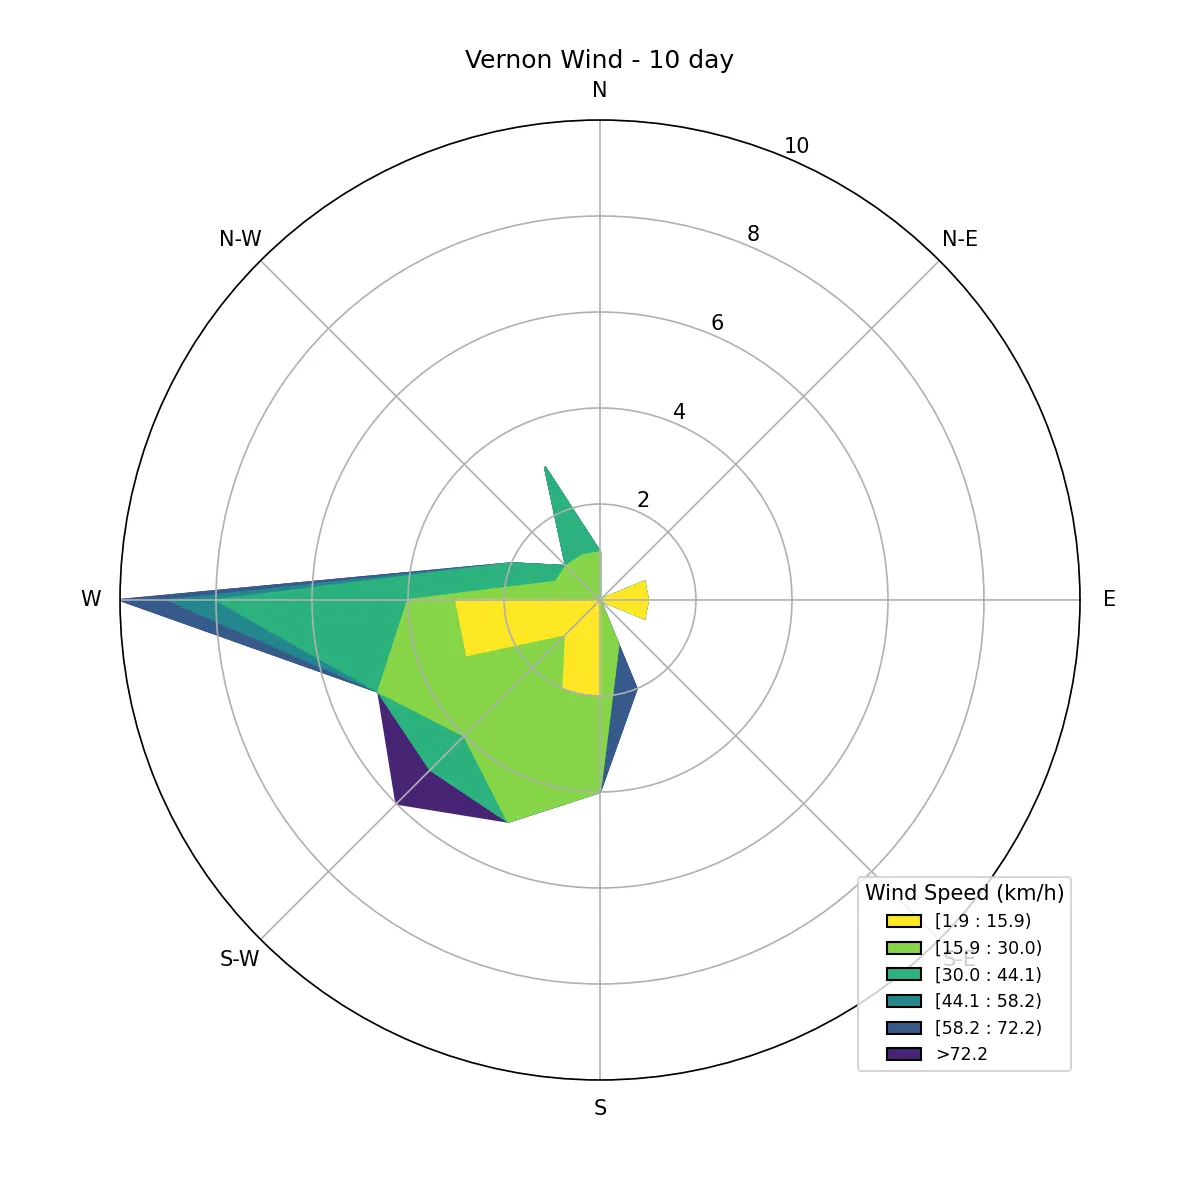 Vernon Wind - 10 day
N
10
N-W
N-E
8
6
4
2
W
E
S-W
S-E
S
Wind Speed (km/h)
[1.9 : 15.9)
[15.9 : 30.0)
[30.0 : 44.1)
[44.1 : 58.2)
[58.2 : 72.2)
>72.2